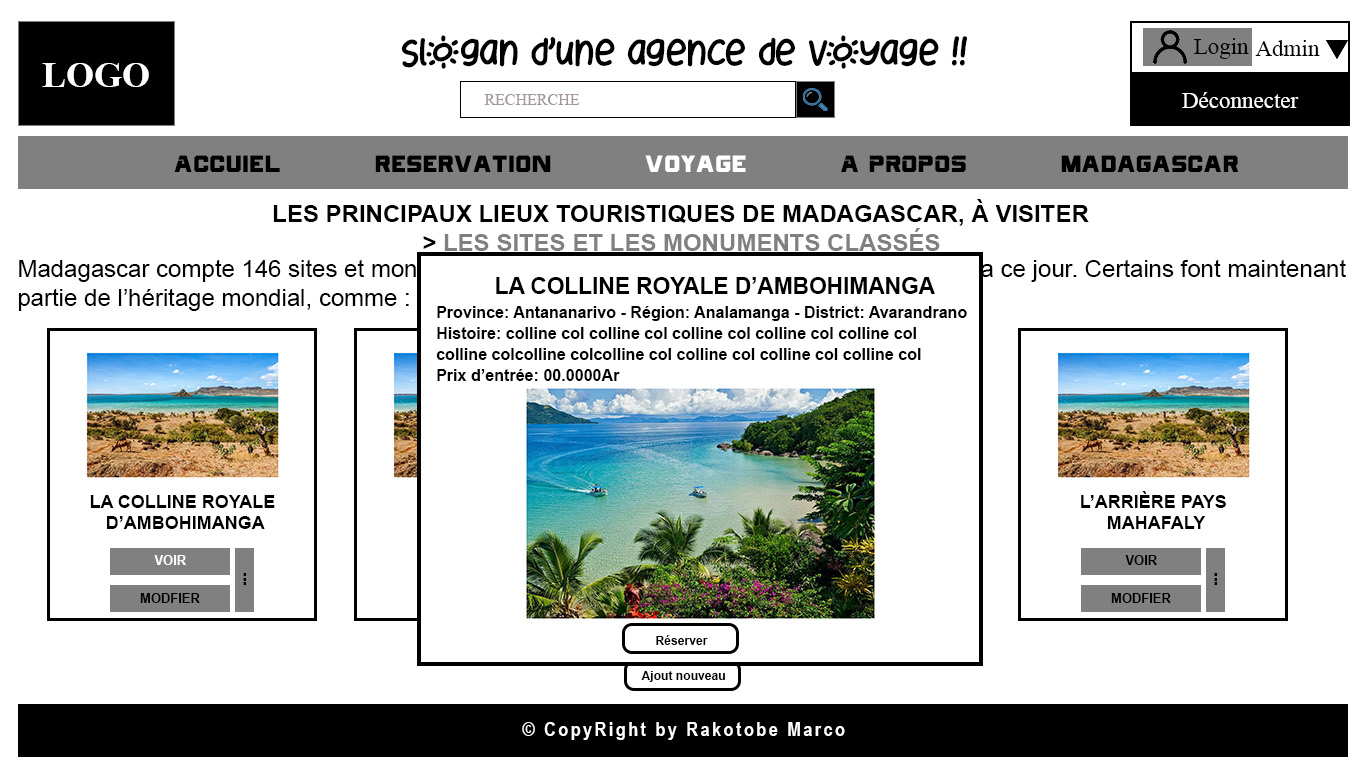 LOGO
slogan d'une agence de voyage !!
RECHERCHE
Login Admin
Déconnecter
ACCUIEL RESERVATION VOYAGE A PROPOS MADAGASCAR
LES PRINCIPAUX LIEUX TOURISTIQUES DE MADAGASCAR, À VISITER
> LES SITES ET LES MONUMENTS CLASSÉS
Madagascar compte 146 sites et mon
a ce jour. Certains font maintenant
partie de l’héritage mondial, comme :
LA COLLINE ROYALE D’AMBOHIMANGA
Province: Antananarivo - Région: Analamanga - District: Avarandrano
Histoire: colline col colline col colline col colline col colline col
colline colcolline colcolline col colline col colline col colline col
Prix d’entrée: 00.0000Ar
Réserver
LA COLLINE ROYALE
D’AMBOHIMANGA
VOIR
MODFIER
L’ARRIÈRE PAYS
MAHAFALY
VOIR
MODFIER
Ajout nouveau
© CopyRight by Rakotobe Marco